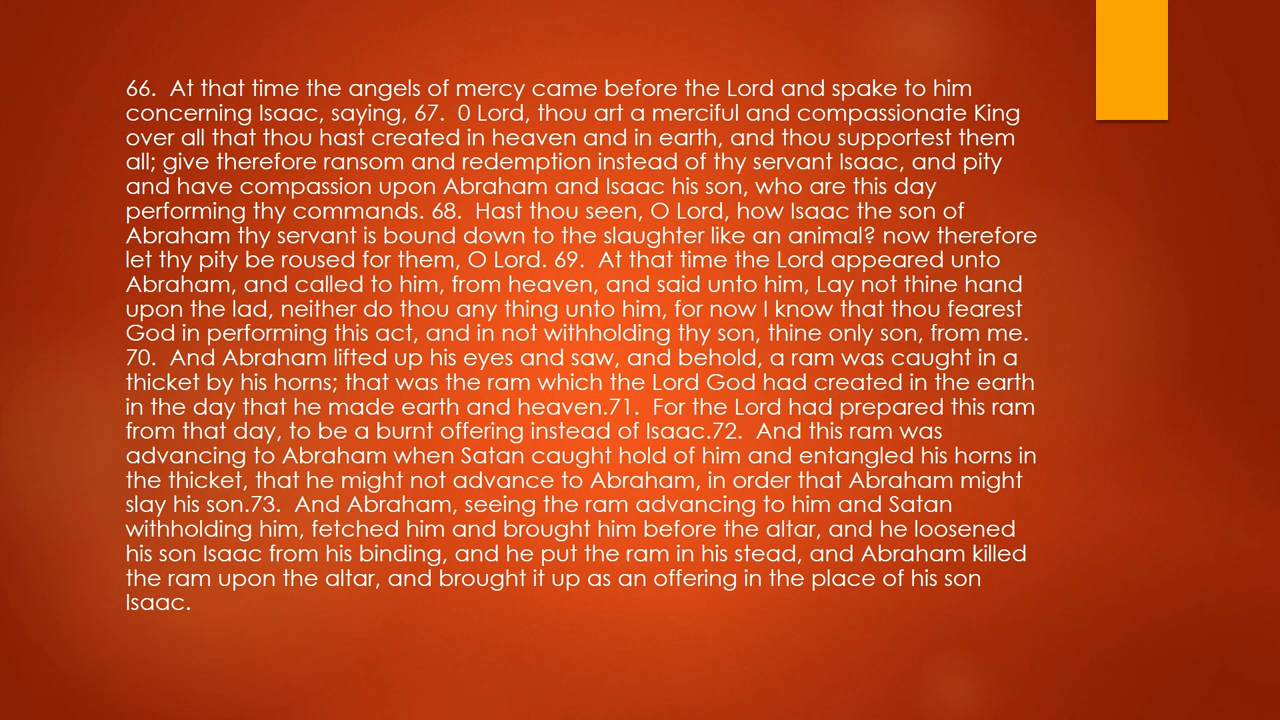 66.  At that time the angels of mercy came before the Lord and spake to him
concerning Isaac, saying, 67.  0 Lord, thou art a merciful and compassionate King
over all that thou hast created in heaven and in earth, and thou supportest them
all; give therefore ransom and redemption instead of thy servant Isaac, and pity
and have compassion upon Abraham and Isaac his son, who are this day
performing thy commands. 68.  Hast thou seen, O Lord, how Isaac the son of
Abraham thy servant is bound down to the slaughter like an animal? now therefore
let thy pity be roused for them, O Lord. 69.  At that time the Lord appeared unto
Abraham, and called to him, from heaven, and said unto him, Lay not thine hand
upon the lad, neither do thou any thing unto him, for now I know that thou fearest
God in performing this act, and in not withholding thy son, thine only son, from me.
70.  And Abraham lifted up his eyes and saw, and behold, a ram was caught in a
thicket by his horns; that was the ram which the Lord God had created in the earth
in the day that he made earth and heaven.71.  For the Lord had prepared this ram
from that day, to be a burnt offering instead of Isaac.72.  And this ram was
advancing to Abraham when Satan caught hold of him and entangled his horns in
the thicket, that he might not advance to Abraham, in order that Abraham might
slay his son.73.  And Abraham, seeing the ram advancing to him and Satan
withholding him, fetched him and brought him before the altar, and he loosened
his son Isaac from his binding, and he put the ram in his stead, and Abraham killed
the ram upon the altar, and brought it up as an offering in the place of his son
Isaac.